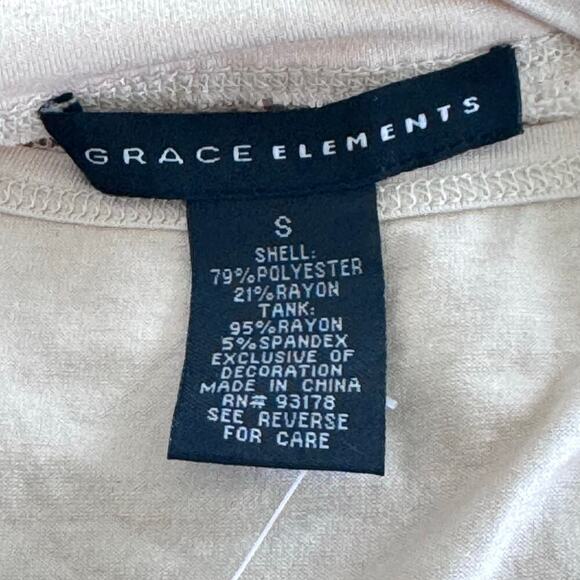 GRACE ELEMENTS
S
SHELL:
79%POLYESTER
21%RAYON
TANK:
95%RAYON
5%SPANDEX
EXCLUSIVE OF
DECORATION
MADE IN CHINA
RN# 93178
SEE REVERSE
FOR CARE